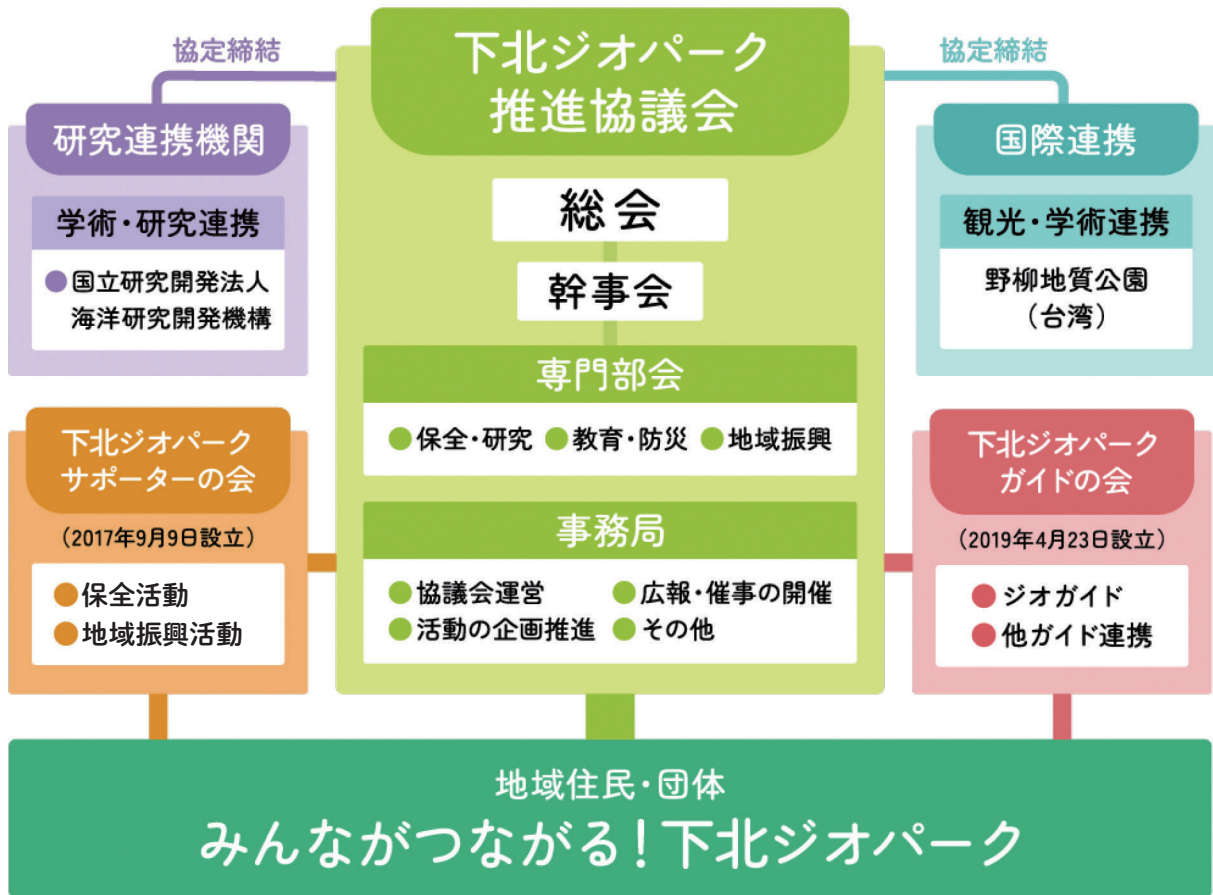 協定締結
下北ジオパーク
推進協議会
協定締結
研究連携機関
学術・研究連携
●国立研究開発法人
海洋研究開発機構
総会
幹事会
専門部会
●保全・研究 ●教育・防災 ●地域振興
事務局
●協議会運営 ●広報・催事の開催
●活動の企画推進 ●その他
国際連携
観光・学術連携
野柳地質公園
（台湾）
下北ジオパーク
サポーターの会
（2017年9月9日設立）
●保全活動
●地域振興活動
下北ジオパーク
ガイドの会
（2019年4月23日設立）
●ジオガイド
●他ガイド連携
地域住民・団体
みんながつながる！下北ジオパーク